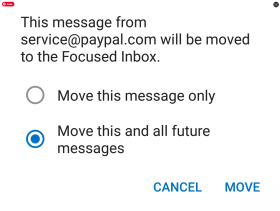 This message from
service@paypal.com will be moved
to the Focused Inbox.
Move this message only
Move this and all future
messages
CANCEL MOVE